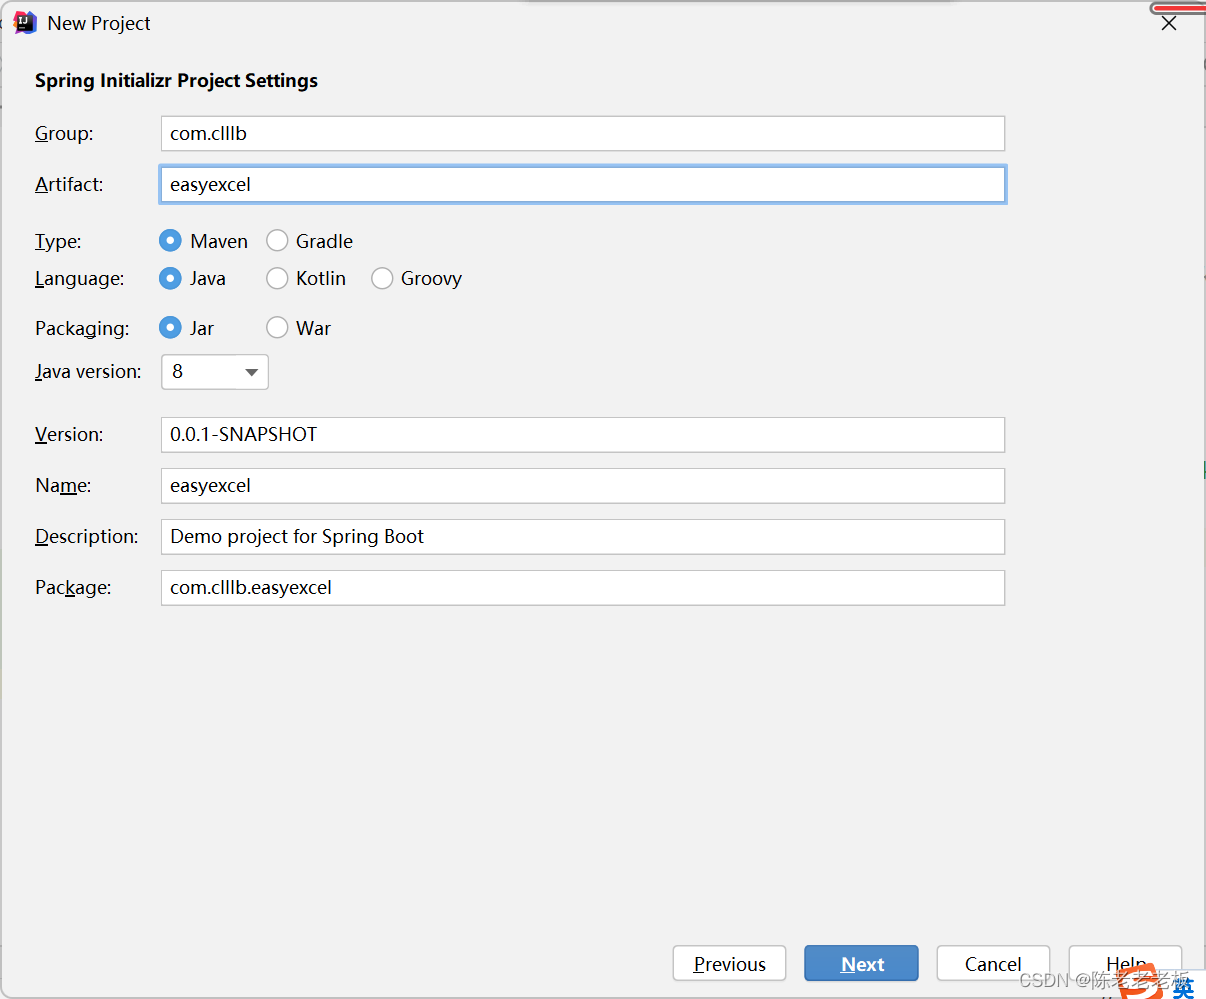 New Project
Spring Initializr Project Settings
Group: com.clllb
Artifact: easyexcel
Type: Maven Gradle
Language: Java Kotlin Groovy
Packaging: Jar War
Java version: 8
Version: 0.0.1-SNAPSHOT
Name: easyexcel
Description: Demo project for Spring Boot
Package: com.clllb.easyexcel
Previous Next Cancel Help
CSDN @陈老老老板
英